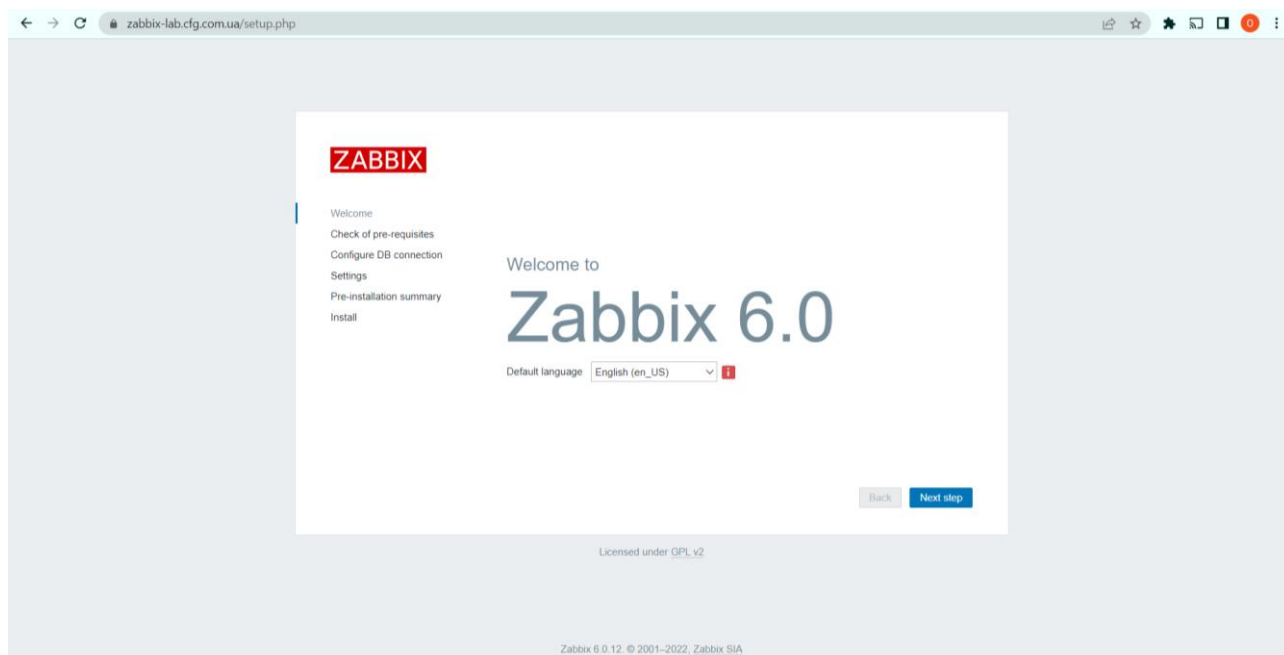 zabbix-lab.cfg.com.ua/setup.php
O
ZABBIX
Welcome
Check of pre-requisites
Configure DB connection
Settings
Pre-installation summary
Install
Welcome to
Zabbix 6.0
Default language English (en_US) i
Back Next step
Licensed under GPL v2
Zabbix 6.0.12. © 2001–2022, Zabbix SIA